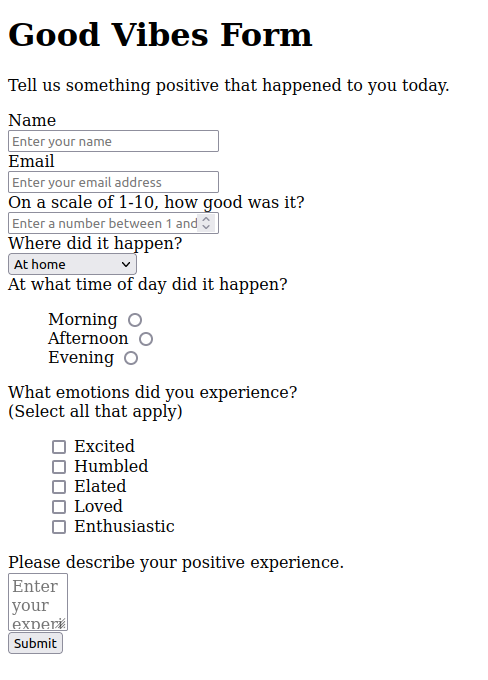 Good Vibes Form
Tell us something positive that happened to you today.
Name
Enter your name
Email
Enter your email address
On a scale of 1-10, how good was it?
Enter a number between 1 and
Where did it happen?
At home
At what time of day did it happen?
Morning
Afternoon
Evening
What emotions did you experience?
(Select all that apply)
Excited
Humbled
Elated
Loved
Enthusiastic
Please describe your positive experience.
Enter
your
experi
Submit